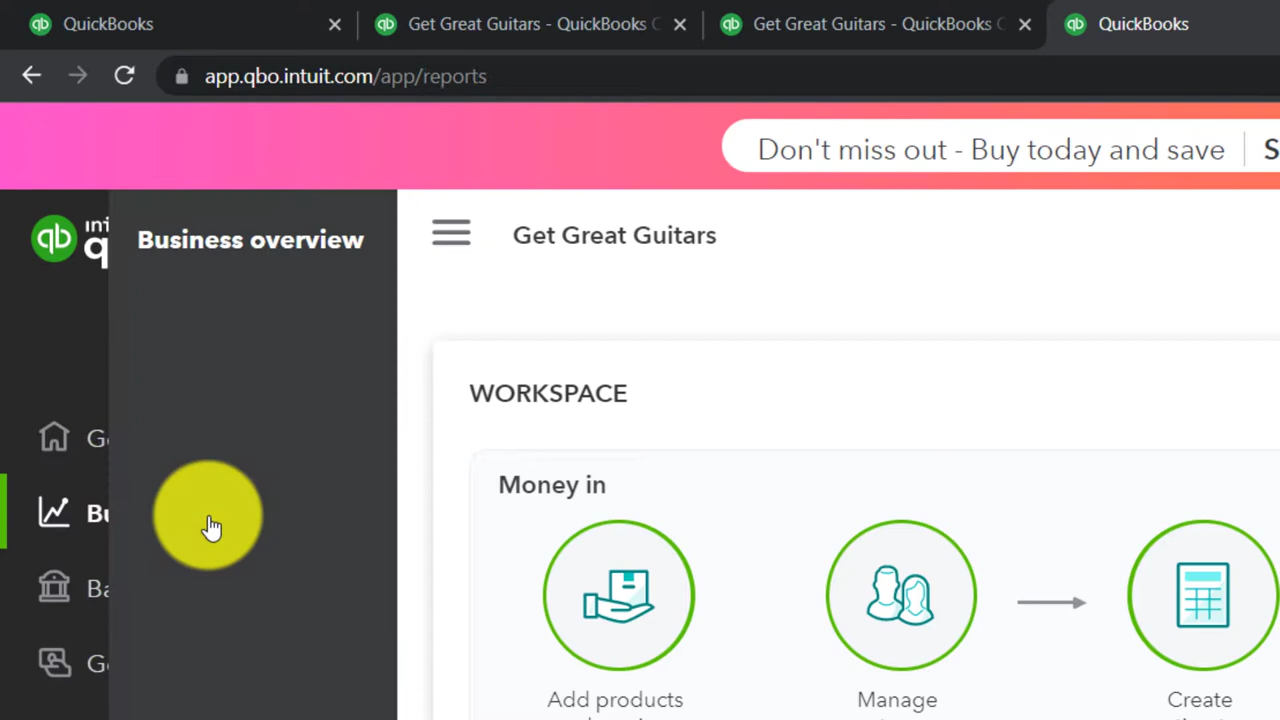 QuickBooks
Get Great Guitars - QuickBooks
Get Great Guitars - QuickBooks
QuickBooks
app.qbo.intuit.com/app/reports
Don't miss out - Buy today and save
qb
Business overview
Get Great Guitars
WORKSPACE
Money in
Add products
Manage
Create